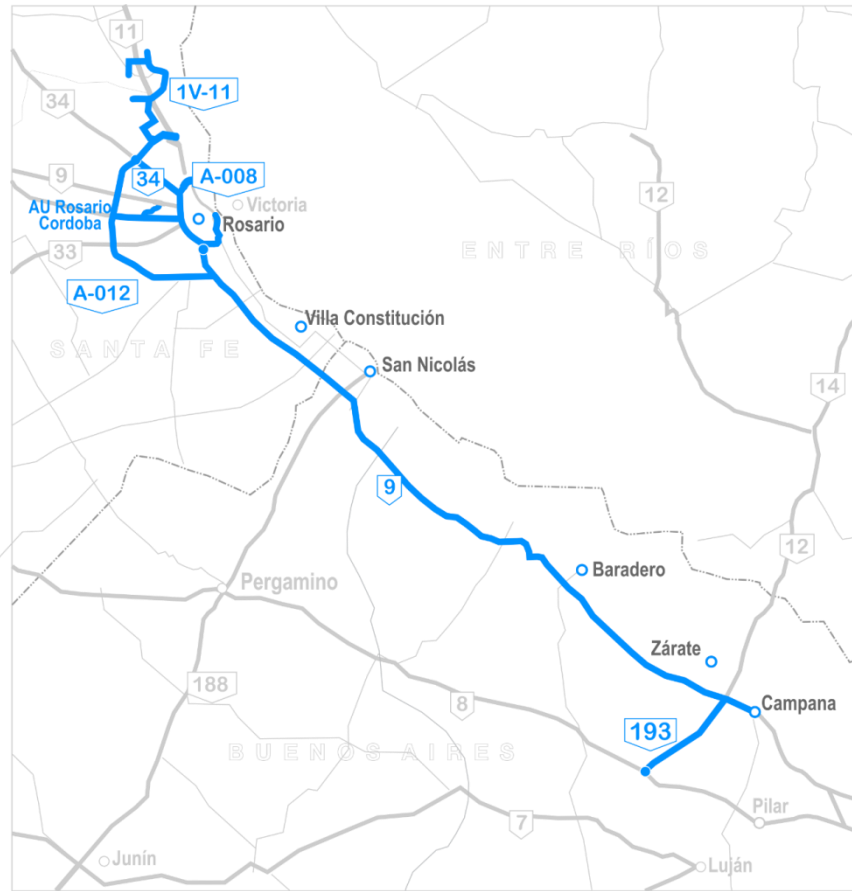 11
1V-11
34
9
34
A-008
Victoria
AU Rosario
Cordoba
Rosario
33
A-012
12
ENTRE RÍOS
Villa Constitución
SANTA FE
San Nicolás
14
9
12
Baradero
Pergamino
Zárate
188
Campana
8
193
BUENOS AIRES
Pilar
7
Junín
Luján